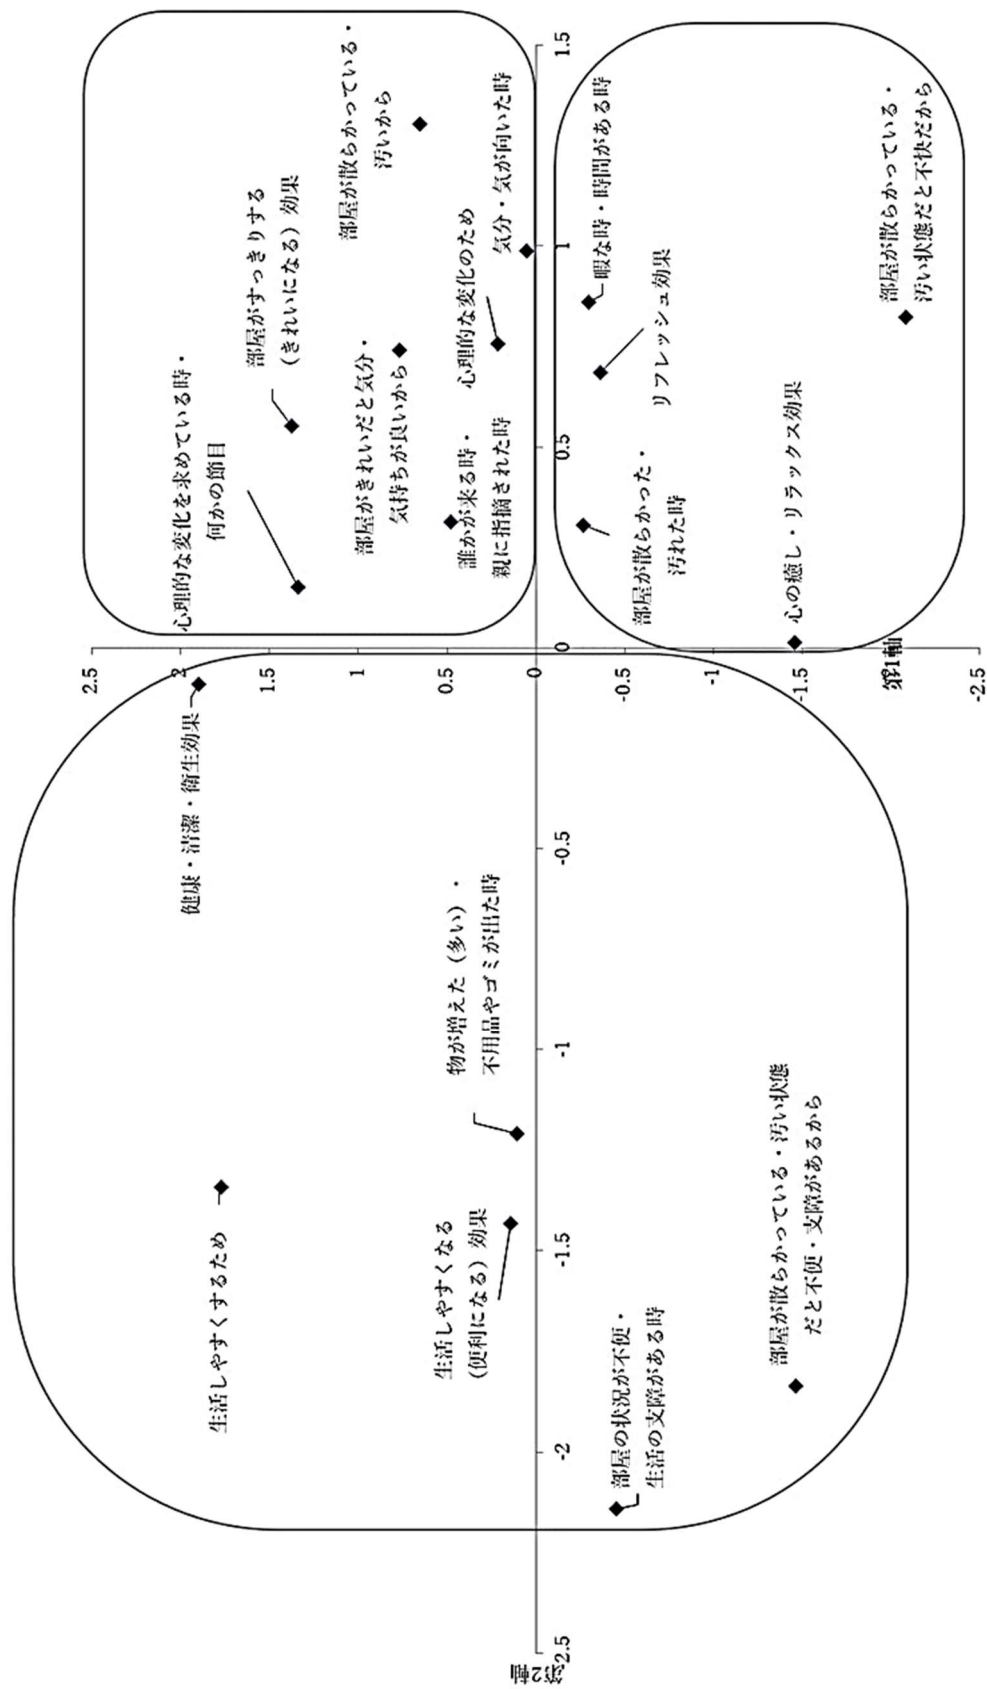 部屋が散らかっている・
汚いから
部屋がすっきりする
（きれいになる）効果
心理的な変化を求めている時・
何かの節目
部屋がきれいだと気分・
気持ちが良いから
誰かが来る時・
親に指摘された時
心理的な変化のため
気分・気が向いた時
暇な時・時間がある時
リフレッシュ効果
部屋が散らかった・
汚れた時
心の癒し・リラックス効果
部屋が散らかっている・
汚い状態だと不快だから
健康・清潔・衛生効果
物が増えた（多い）・
不用品やゴミが出た時
生活しやすくするため
生活しやすくなる
（便利になる）効果
部屋の状況が不便・
生活の支障がある時
部屋が散らかっている・汚い状態
だと不便・支障があるから
2.5
2
1.5
1
0.5
0
-0.5
-1
-1.5
-2.5
第1軸
1.5
1
0.5
0
-0.5
-1
-1.5
-2
-2.5
第2軸